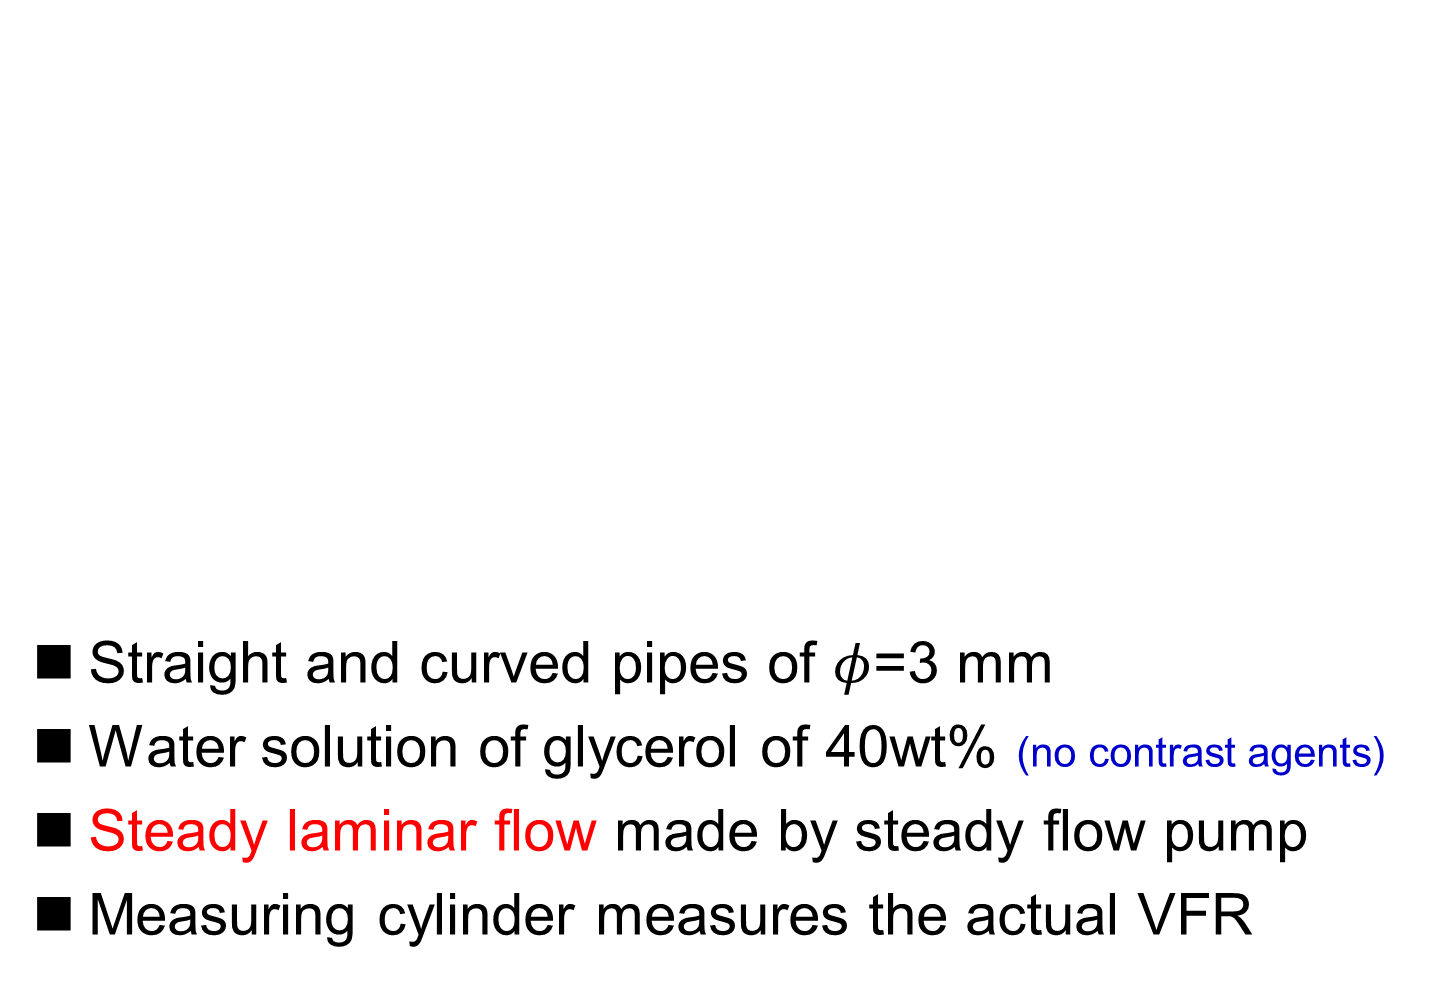 ■ Straight and curved pipes of ϕ=3 mm
■ Water solution of glycerol of 40wt% (no contrast agents)
■ Steady laminar flow made by steady flow pump
■ Measuring cylinder measures the actual VFR